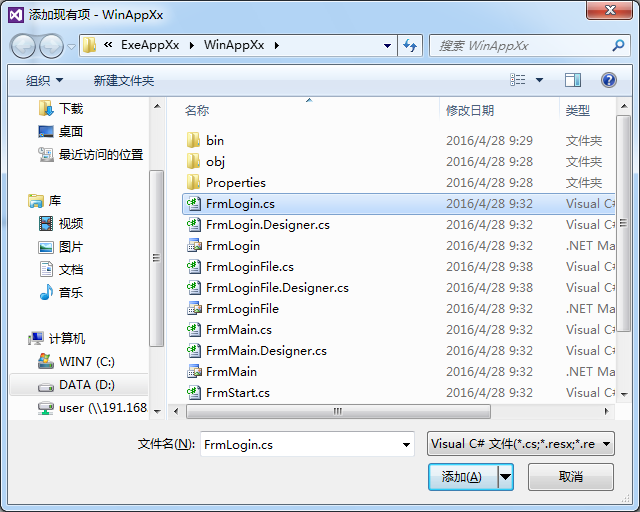 添加现有项 - WinAppXx
« ExeAppXx WinAppXx 搜索 WinAppXx
组织 新建文件夹
名称 修改日期 类型
下载
桌面
最近访问的位置
库
视频
图片
文档
音乐
计算机
WIN7 (C:)
DATA (D:)
user (\\191.168
bin 2016/4/28 9:29 文件夹
obj 2016/4/28 9:28 文件夹
Properties 2016/4/28 9:28 文件夹
FrmLogin.cs 2016/4/28 9:32 Visual C#
FrmLogin.Designer.cs 2016/4/28 9:32 Visual C#
FrmLogin 2016/4/28 9:32 .NET Ma
FrmLoginFile.cs 2016/4/28 9:38 Visual C#
FrmLoginFile.Designer.cs 2016/4/28 9:38 Visual C#
FrmLoginFile 2016/4/28 9:32 .NET Ma
FrmMain.cs 2016/4/28 9:32 Visual C#
FrmMain.Designer.cs 2016/4/28 9:32 Visual C#
FrmMain 2016/4/28 9:32 .NET Ma
FrmStart.cs 2016/4/28 9:32 Visual C#
文件名(N): FrmLogin.cs Visual C# 文件(*.cs;*.resx;*.re
添加(A) 取消